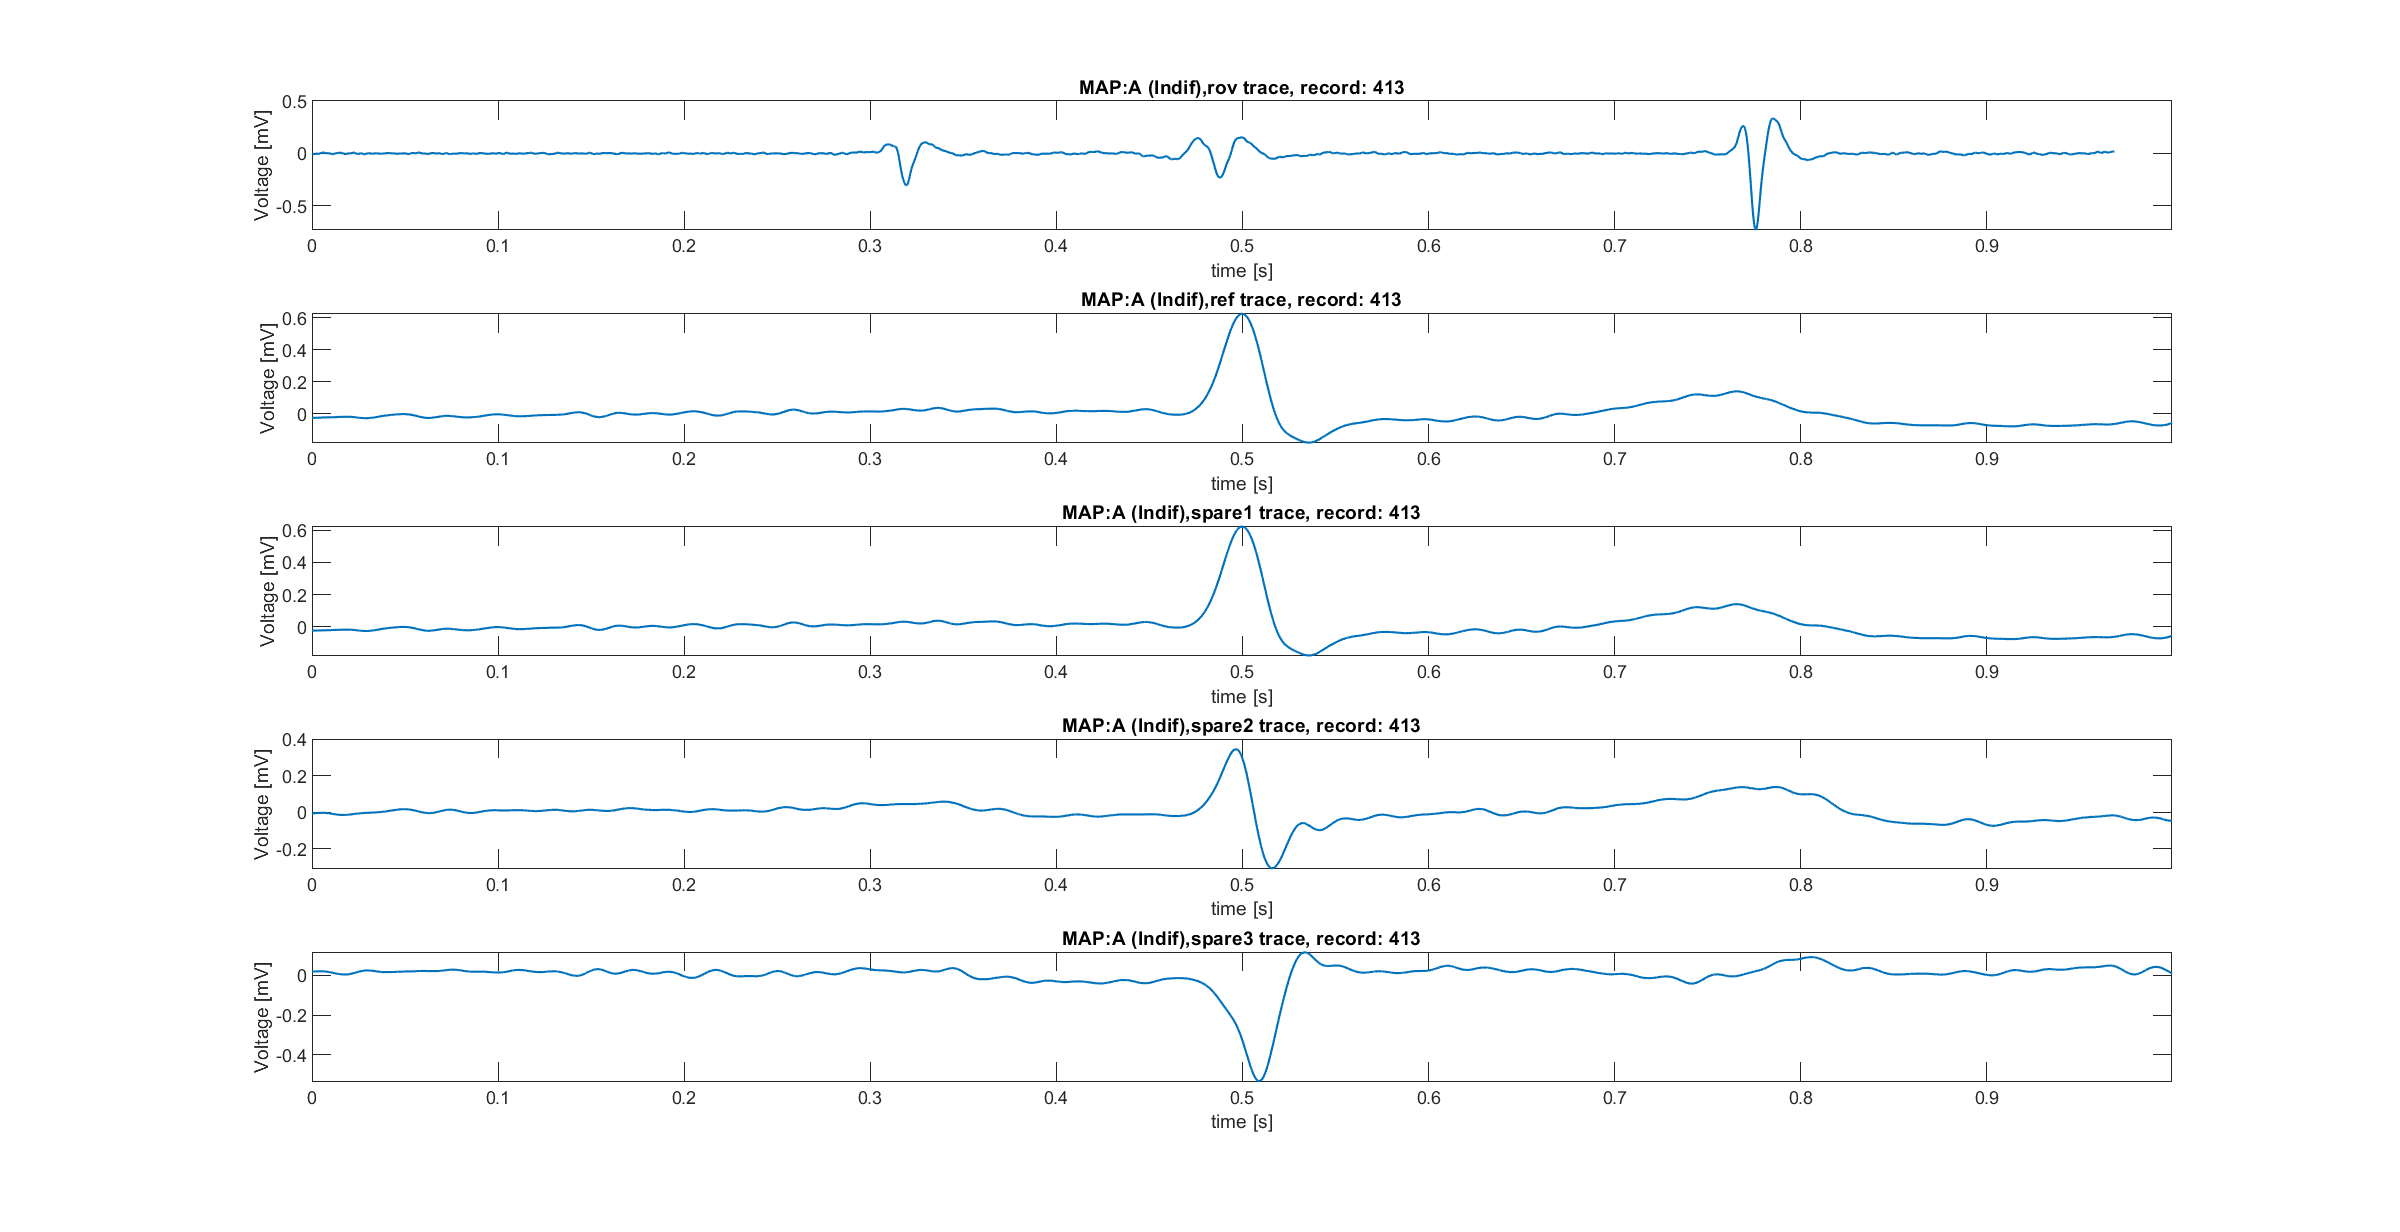 MAP:A (Indif),rov trace, record: 413
Voltage [mV]
0.5
0
-0.5
0 0.1 0.2 0.3 0.4 0.5 0.6 0.7 0.8 0.9
time [s]
MAP:A (Indif),ref trace, record: 413
Voltage [mV]
0.6
0.4
0.2
0
0 0.1 0.2 0.3 0.4 0.5 0.6 0.7 0.8 0.9
time [s]
MAP:A (Indif),spare1 trace, record: 413
Voltage [mV]
0.6
0.4
0.2
0
0 0.1 0.2 0.3 0.4 0.5 0.6 0.7 0.8 0.9
time [s]
MAP:A (Indif),spare2 trace, record: 413
Voltage [mV]
0.4
0.2
0
-0.2
0 0.1 0.2 0.3 0.4 0.5 0.6 0.7 0.8 0.9
time [s]
MAP:A (Indif),spare3 trace, record: 413
Voltage [mV]
0
-0.2
-0.4
0 0.1 0.2 0.3 0.4 0.5 0.6 0.7 0.8 0.9
time [s]